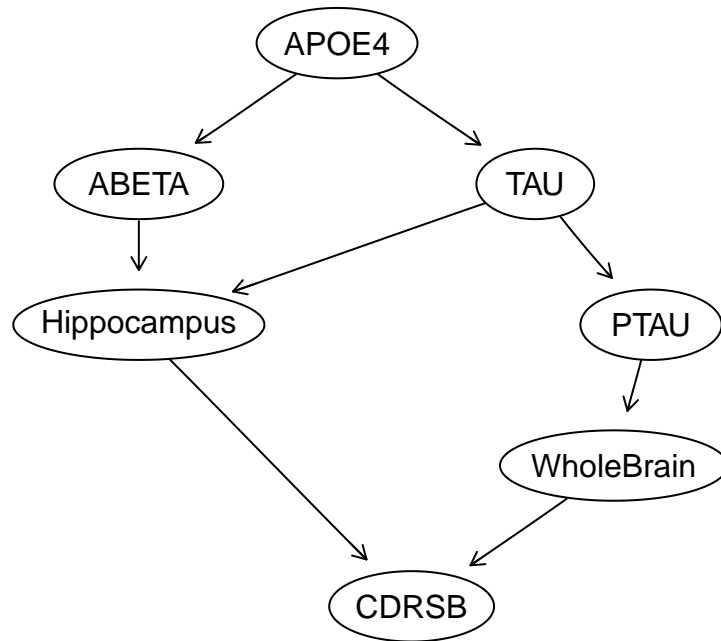 APOE4
ABETA
TAU
Hippocampus
PTAU
WholeBrain
CDRSB